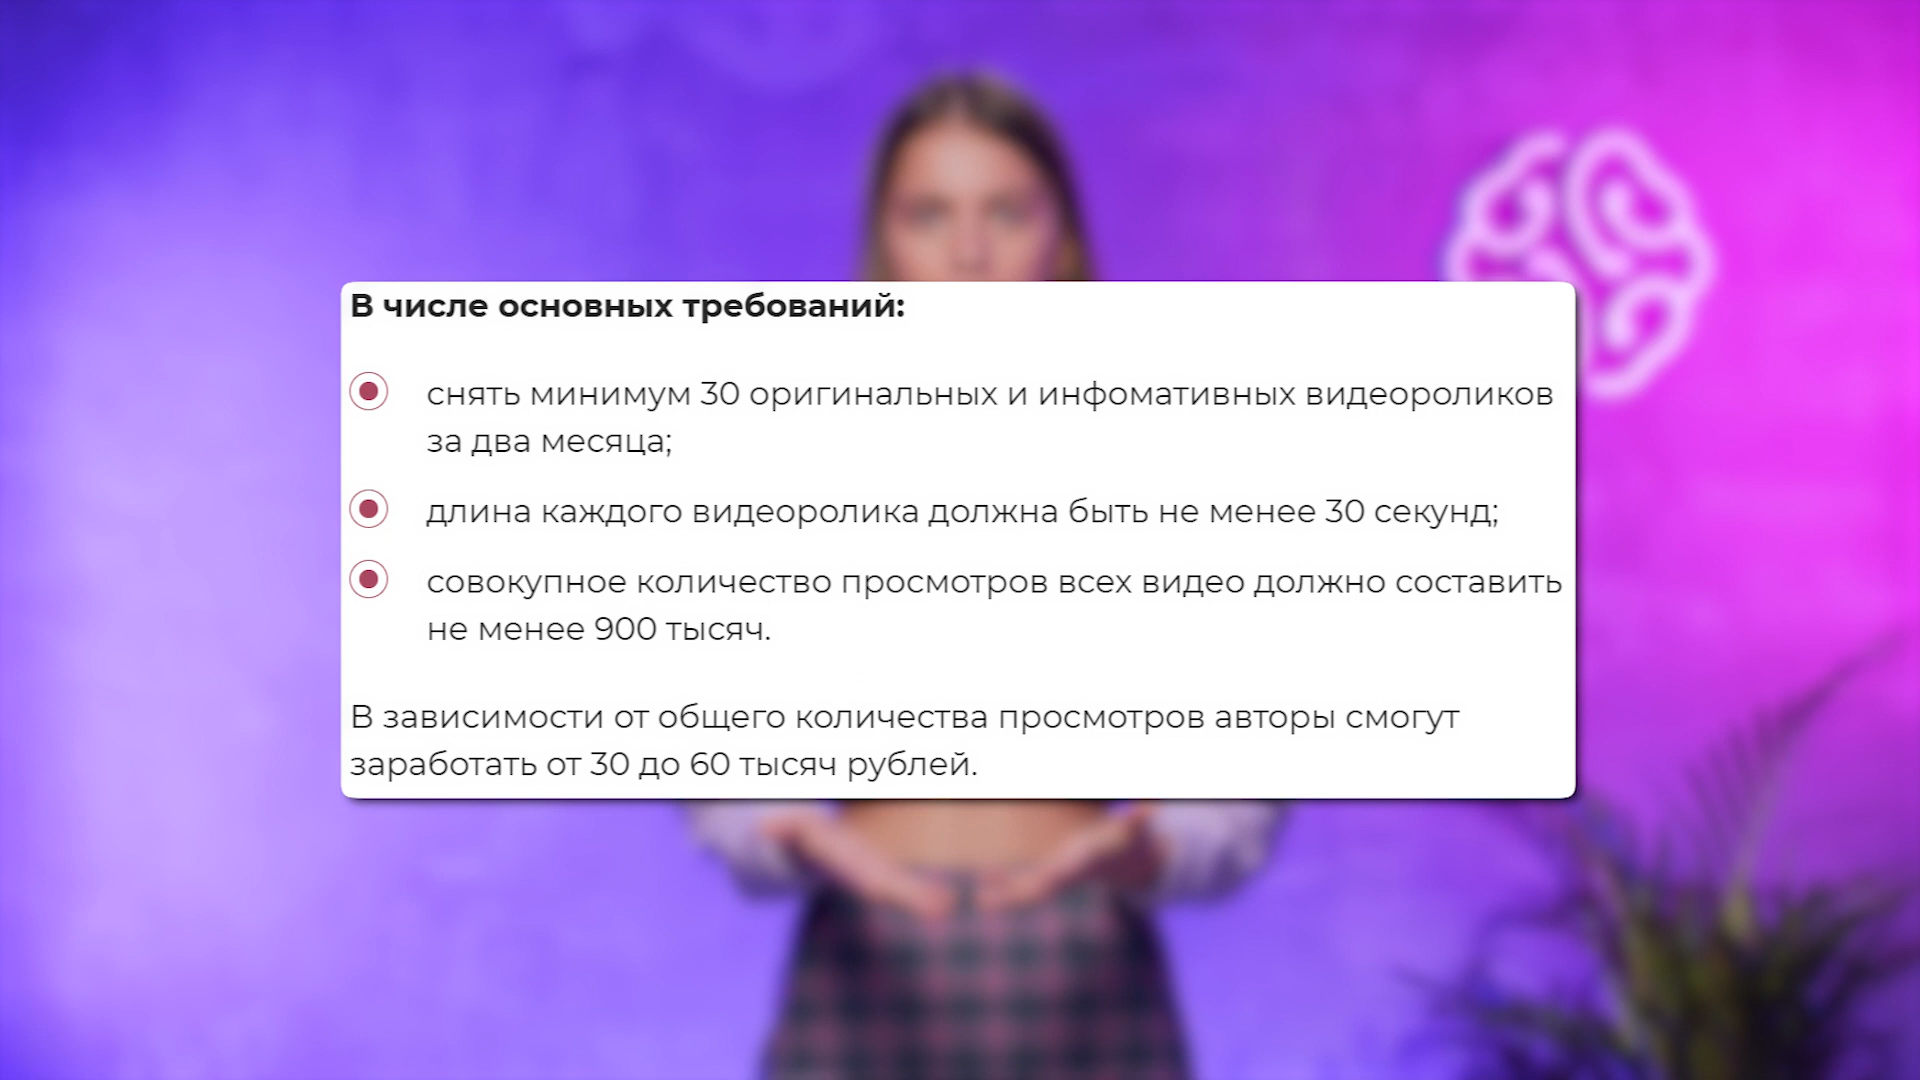 В числе основных требований:
снять минимум 30 оригинальных и инфомативных видеороликов
за два месяца;
длина каждого видеоролика должна быть не менее 30 секунд;
совокупное количество просмотров всех видео должно составить
не менее 900 тысяч.
В зависимости от общего количества просмотров авторы смогут
заработать от 30 до 60 тысяч рублей.